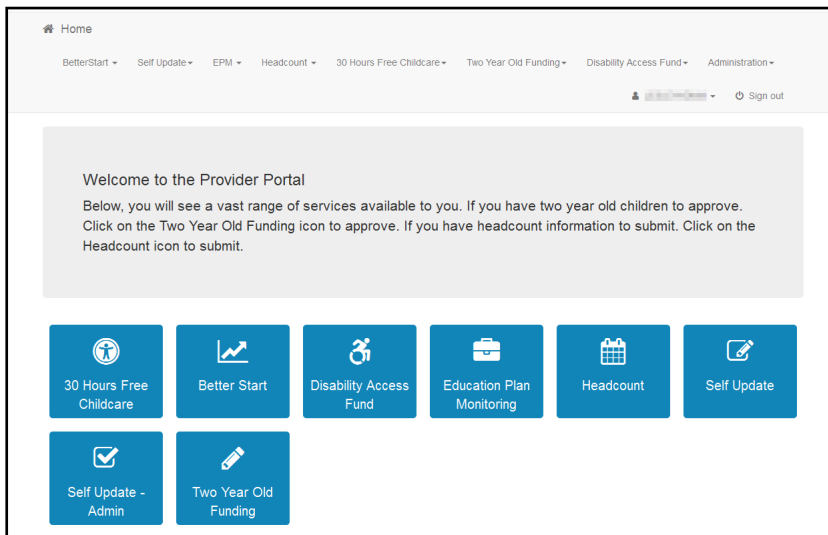 Home
BetterStart Self Update EPM Headcount 30 Hours Free Childcare Two Year Old Funding Disability Access Fund Administration
Sign out
Welcome to the Provider Portal
Below, you will see a vast range of services available to you. If you have two year old children to approve.
Click on the Two Year Old Funding icon to approve. If you have headcount information to submit. Click on the
Headcount icon to submit.
30 Hours Free
Childcare
Better Start
Disability Access
Fund
Education Plan
Monitoring
Headcount
Self Update
Self Update -
Admin
Two Year Old
Funding